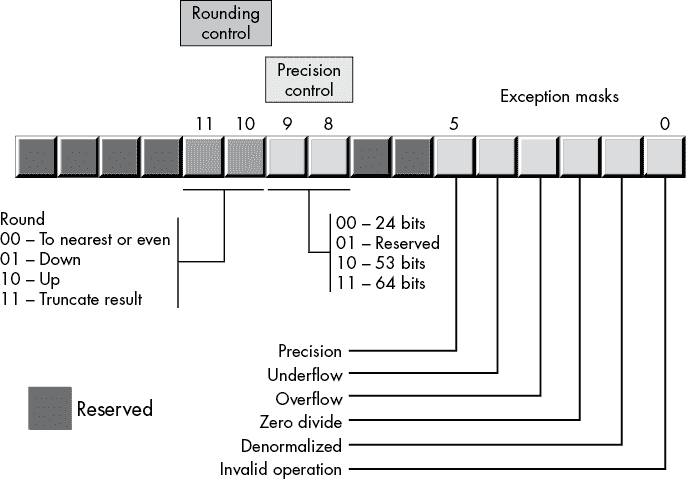 Rounding
control
Precision
control
Exception masks
11 10 9 8 5 0
Round
00 – To nearest or even
01 – Down
10 – Up
11 – Truncate result
00 – 24 bits
01 – Reserved
10 – 53 bits
11 – 64 bits
Precision
Underflow
Overflow
Zero divide
Denormalized
Invalid operation
Reserved